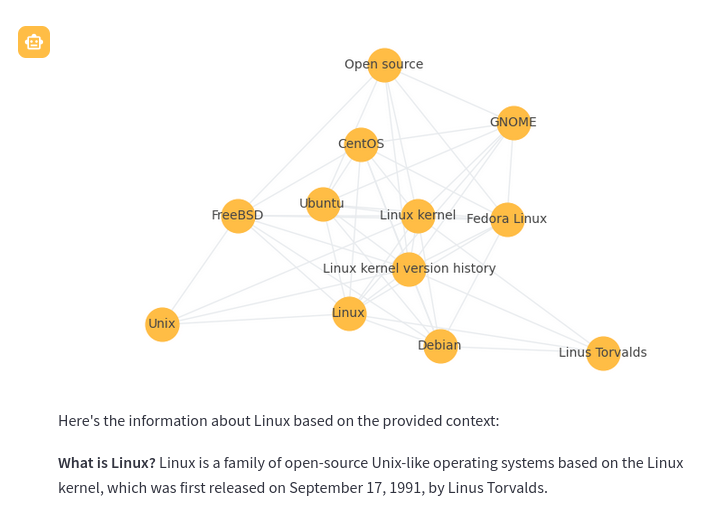 Open source
GNOME
CentOS
Ubuntu
FreeBSD
Linux kernel
Fedora Linux
Linux kernel version history
Linux
Unix
Debian
Linus Torvalds
Here's the information about Linux based on the provided context:
What is Linux? Linux is a family of open-source Unix-like operating systems based on the Linux
kernel, which was first released on September 17, 1991, by Linus Torvalds.